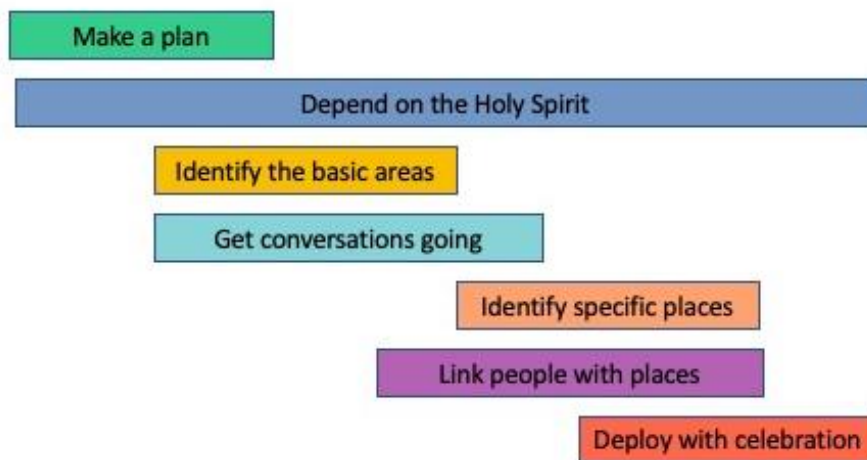 Make a plan
Depend on the Holy Spirit
Identify the basic areas
Get conversations going
Identify specific places
Link people with places
Deploy with celebration